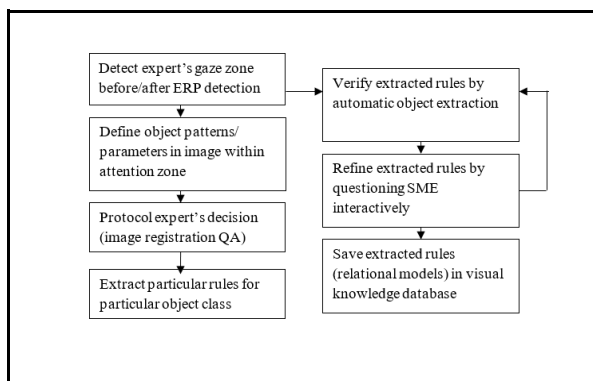 Detect expert’s gaze zone
before/after ERP detection
Define object patterns/
parameters in image within
attention zone
Protocol expert’s decision
(image registration QA)
Extract particular rules for
particular object class
Verify extracted rules by
automatic object extraction
Refine extracted rules by
questioning SME
interactively
Save extracted rules
(relational models) in visual
knowledge database